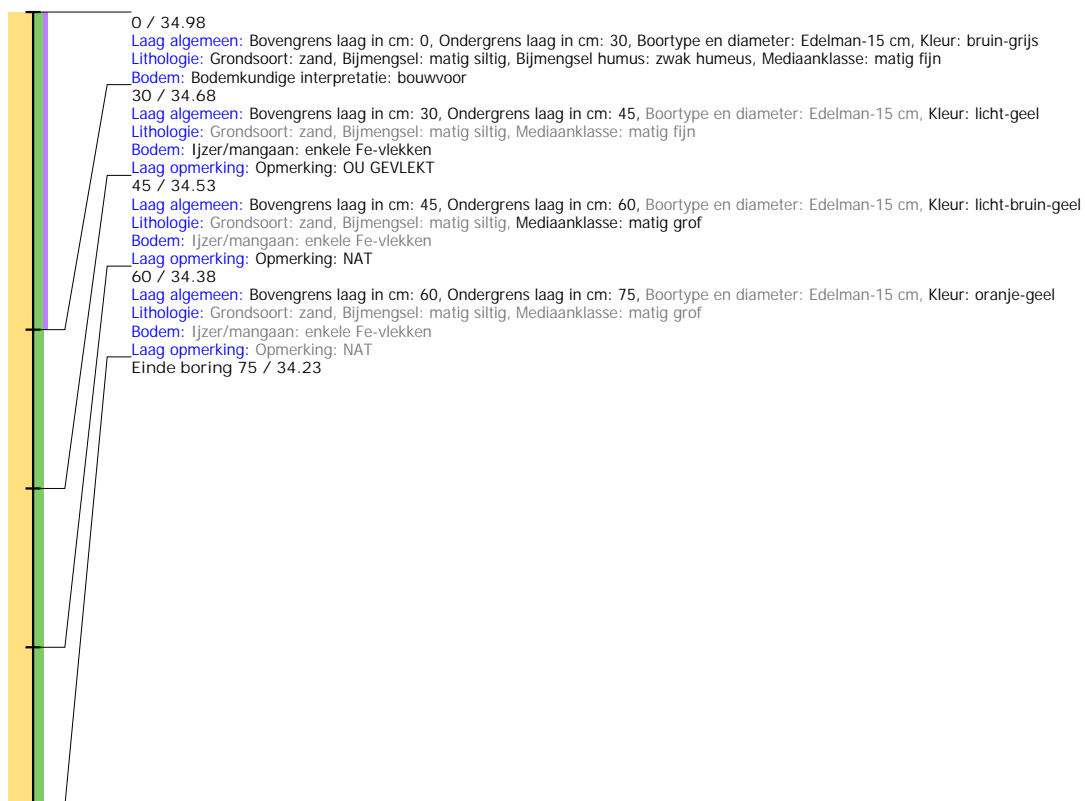 0 / 34.98
Laag algemeen: Bovengrens laag in cm: 0, Ondergrens laag in cm: 30, Boortype en diameter: Edelman-15 cm, Kleur: bruin-grijs
Lithologie: Grondsoort: zand, Bijmengsel: matig siltig, Bijmengsel humus: zwak humeus, Mediaanklasse: matig fijn
Bodem: Bodemkundige interpretatie: bouwvoor
30 / 34.68
Laag algemeen: Bovengrens laag in cm: 30, Ondergrens laag in cm: 45, Boortype en diameter: Edelman-15 cm, Kleur: licht-geel
Lithologie: Grondsoort: zand, Bijmengsel: matig siltig, Mediaanklasse: matig fijn
Bodem: Ijzer/mangaan: enkele Fe-vlekken
Laag opmerking: Opmerking: OU GEVLEKT
45 / 34.53
Laag algemeen: Bovengrens laag in cm: 45, Ondergrens laag in cm: 60, Boortype en diameter: Edelman-15 cm, Kleur: licht-bruin-geel
Lithologie: Grondsoort: zand, Bijmengsel: matig siltig, Mediaanklasse: matig grof
Bodem: Ijzer/mangaan: enkele Fe-vlekken
Laag opmerking: Opmerking: NAT
60 / 34.38
Laag algemeen: Bovengrens laag in cm: 60, Ondergrens laag in cm: 75, Boortype en diameter: Edelman-15 cm, Kleur: oranje-geel
Lithologie: Grondsoort: zand, Bijmengsel: matig siltig, Mediaanklasse: matig grof
Bodem: Ijzer/mangaan: enkele Fe-vlekken
Laag opmerking: Opmerking: NAT
Einde boring 75 / 34.23